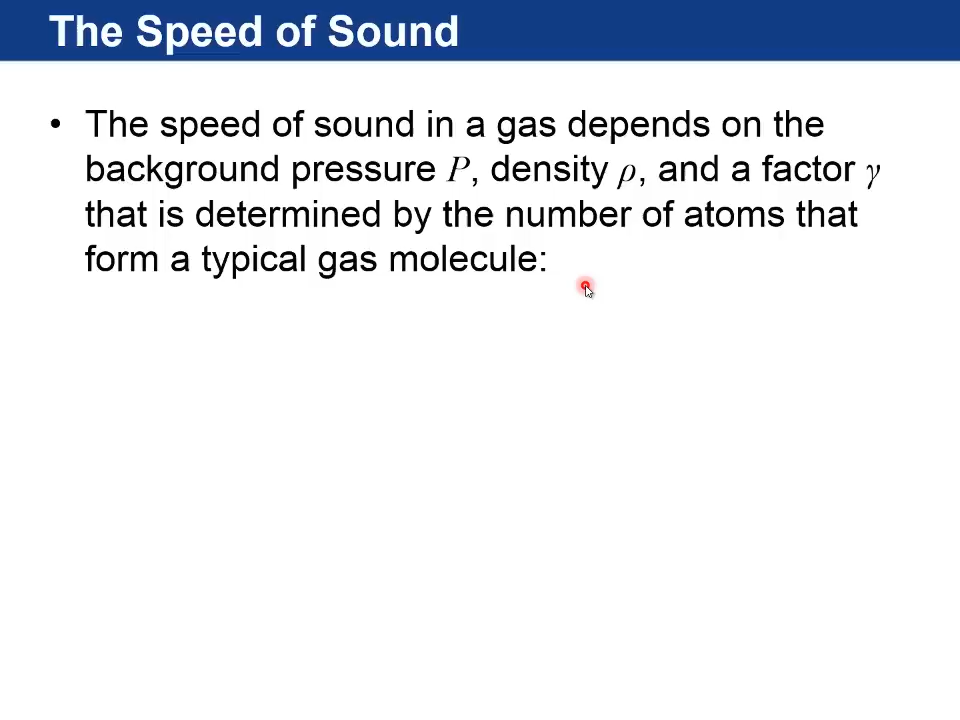 The Speed of Sound
• The speed of sound in a gas depends on the
background pressure P, density ρ, and a factor γ
that is determined by the number of atoms that
form a typical gas molecule: